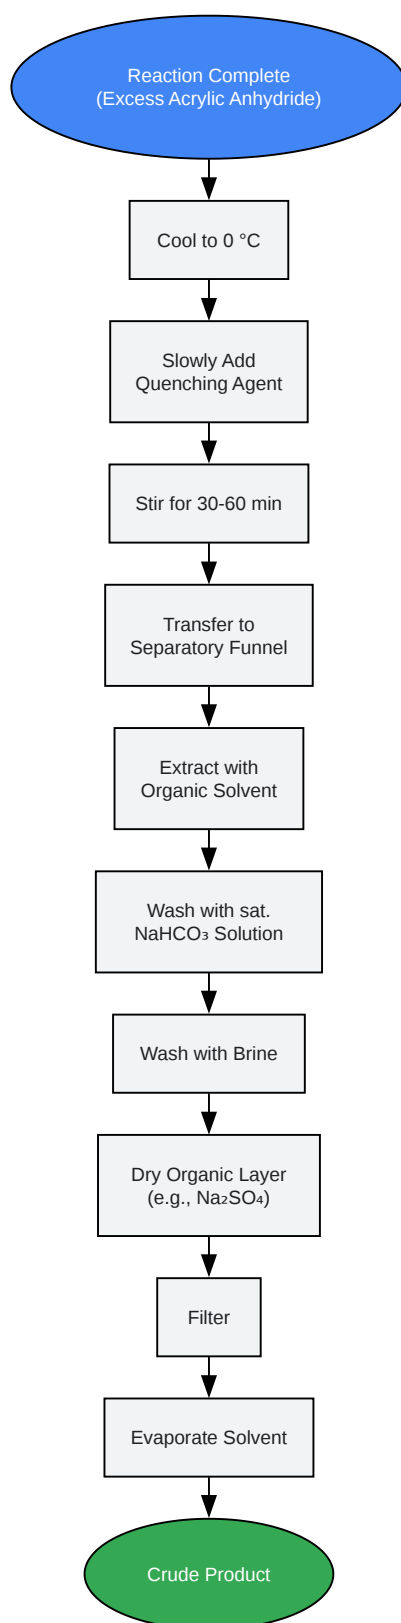 Reaction Complete
(Excess Acrylic Anhydride)
Cool to 0 °C
Slowly Add
Quenching Agent
Stir for 30-60 min
Transfer to
Separatory Funnel
Extract with
Organic Solvent
Wash with sat.
NaHCO₃ Solution
Wash with Brine
Dry Organic Layer
(e.g., Na₂SO₄)
Filter
Evaporate Solvent
Crude Product